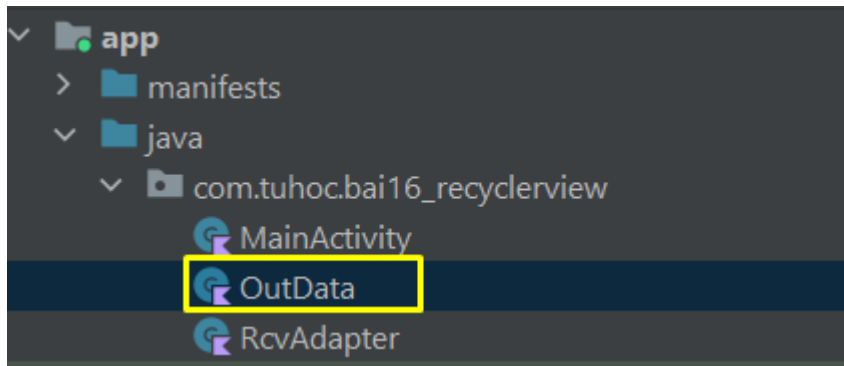 app
manifests
java
com.tuhoc.bai16_recyclerview
MainActivity
OutData
RcvAdapter